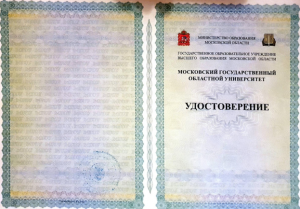 МИНИСТЕРСТВО ОБРАЗОВАНИЯ
МОСКОВСКОЙ ОБЛАСТИ
ГОСУДАРСТВЕННОЕ ОБРАЗОВАТЕЛЬНОЕ УЧРЕЖДЕНИЕ
ВЫСШЕГО ОБРАЗОВАНИЯ МОСКОВСКОЙ ОБЛАСТИ
МОСКОВСКИЙ ГОСУДАРСТВЕННЫЙ
ОБЛАСТНОЙ УНИВЕРСИТЕТ
УДОСТОВЕРЕНИЕ